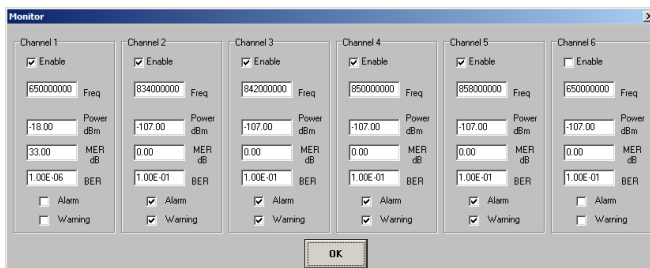 Monitor
Channel 1 Channel 2 Channel 3 Channel 4 Channel 5 Channel 6
Enable Enable Enable Enable Enable Enable
650000000 Freq 834000000 Freq 842000000 Freq 850000000 Freq 858000000 Freq 650000000 Freq
-18.00 Power dBm -107.00 Power dBm -107.00 Power dBm -107.00 Power dBm -107.00 Power dBm -107.00 Power dBm
33.00 MER dB 0.00 MER dB 0.00 MER dB 0.00 MER dB 0.00 MER dB 0.00 MER dB
1.00E-06 BER 1.00E-01 BER 1.00E-01 BER 1.00E-01 BER 1.00E-01 BER 1.00E-01 BER
Alarm Alarm Alarm Alarm Alarm Alarm
Warning Warning Warning Warning Warning Warning
OK